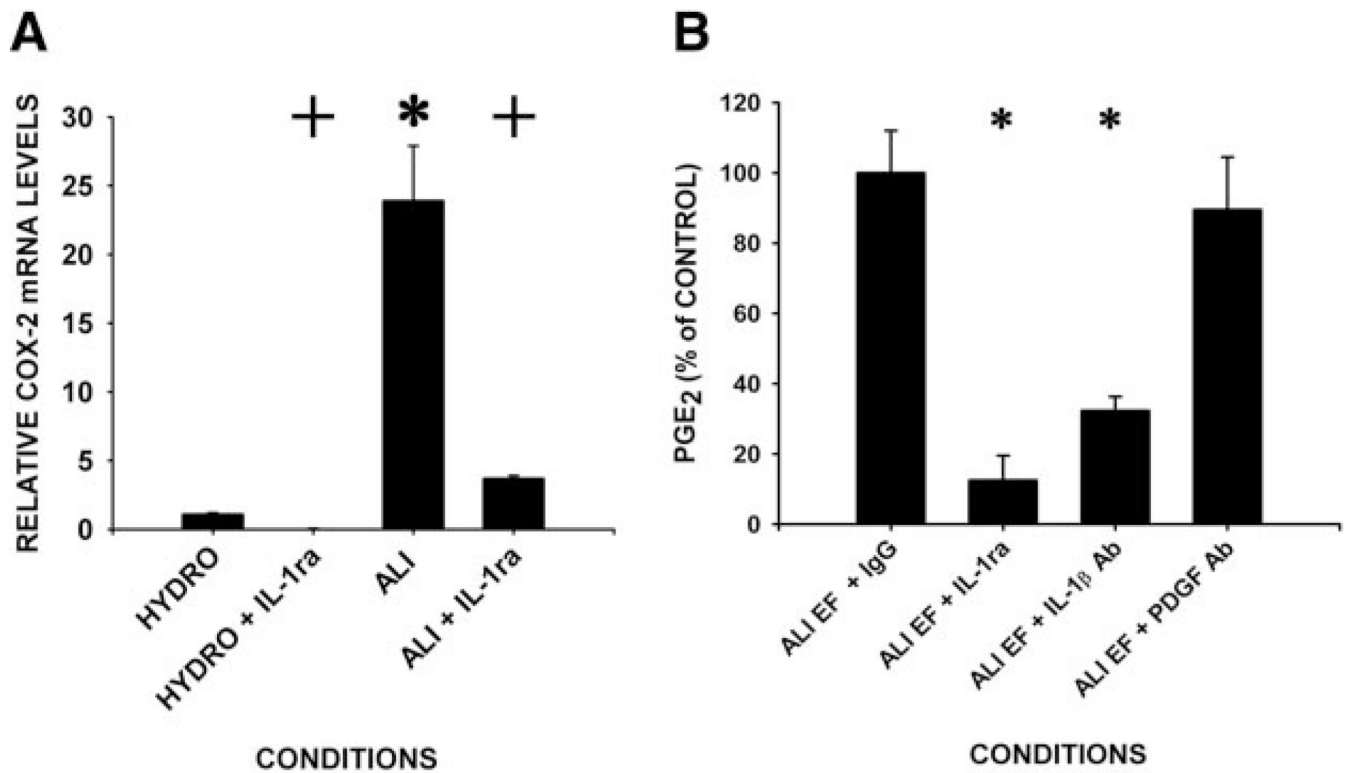 A
RELATIVE COX-2 mRNA LEVELS
30
25
20
15
10
5
0
+ * +
HYDRO
HYDRO + IL-1ra
ALI
ALI + IL-1ra
CONDITIONS
B
PGE2 (% of CONTROL)
120
100
80
60
40
20
0
* *
ALI EF + IgG
ALI EF + IL-1ra
ALI EF + IL-1β Ab
ALI EF + PDGF Ab
CONDITIONS